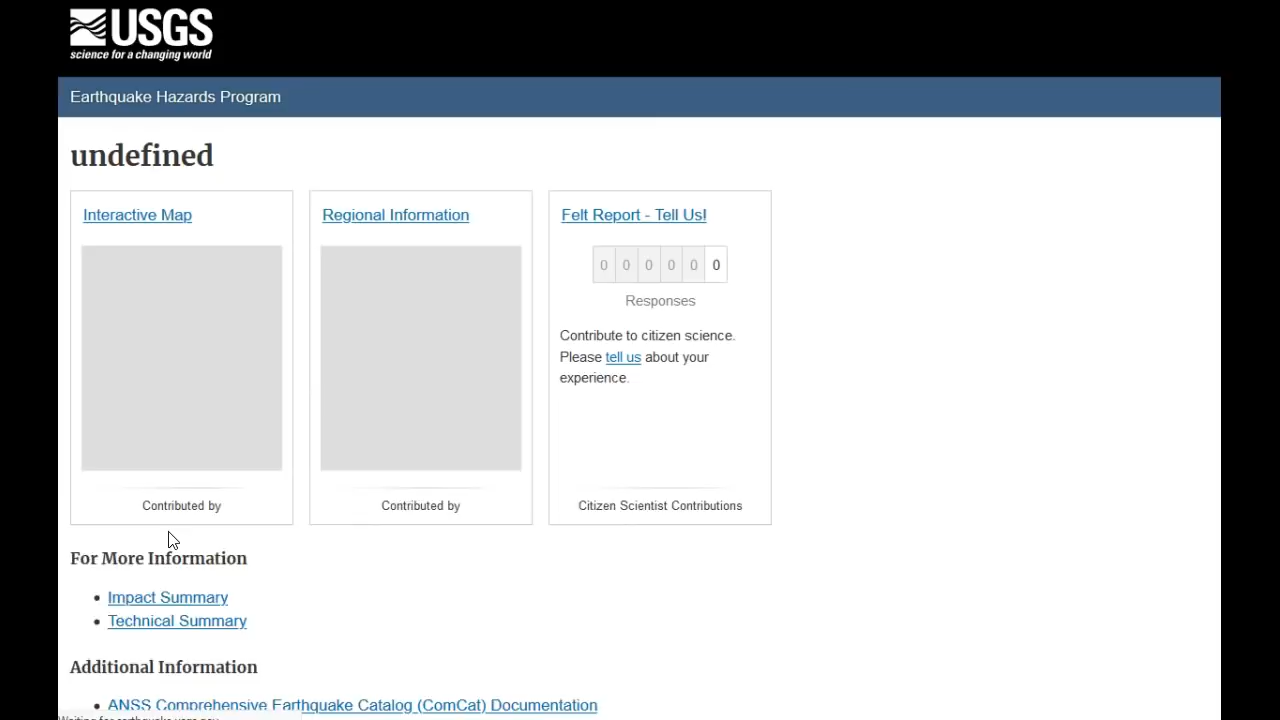 USGS
science for a changing world
Earthquake Hazards Program
undefined
Interactive Map
Regional Information
Felt Report - Tell Us!
0 0 0 0 0 0
Responses
Contribute to citizen science.
Please tell us about your
experience.
Contributed by
Contributed by
Citizen Scientist Contributions
For More Information
Impact Summary
Technical Summary
Additional Information
ANSS Comprehensive Earthquake Catalog (ComCat) Documentation